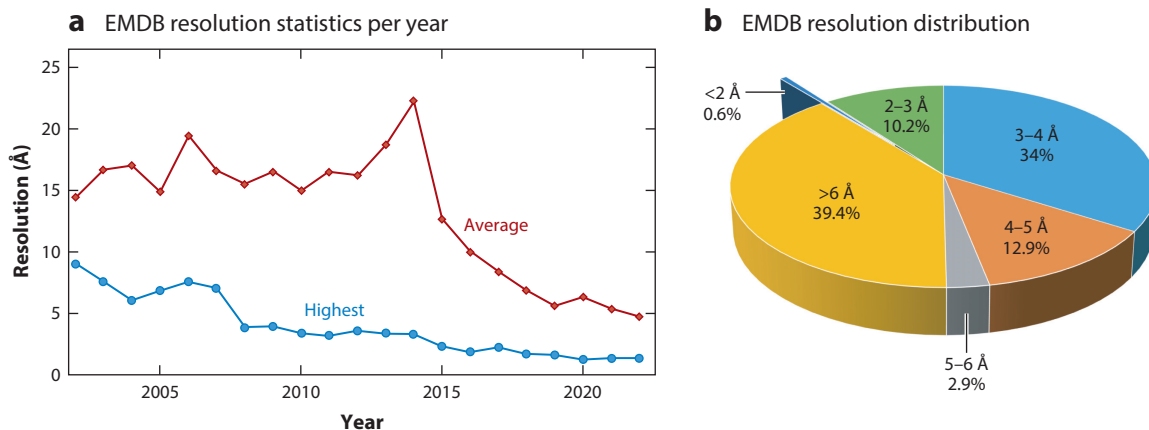 a EMDB resolution statistics per year
25
20
15
10
5
0
Resolution (Å)
Average
Highest
2005
2010
2015
2020
Year
b EMDB resolution distribution
<2 Å
0.6%
2–3 Å
10.2%
3–4 Å
34%
>6 Å
39.4%
4–5 Å
12.9%
5–6 Å
2.9%